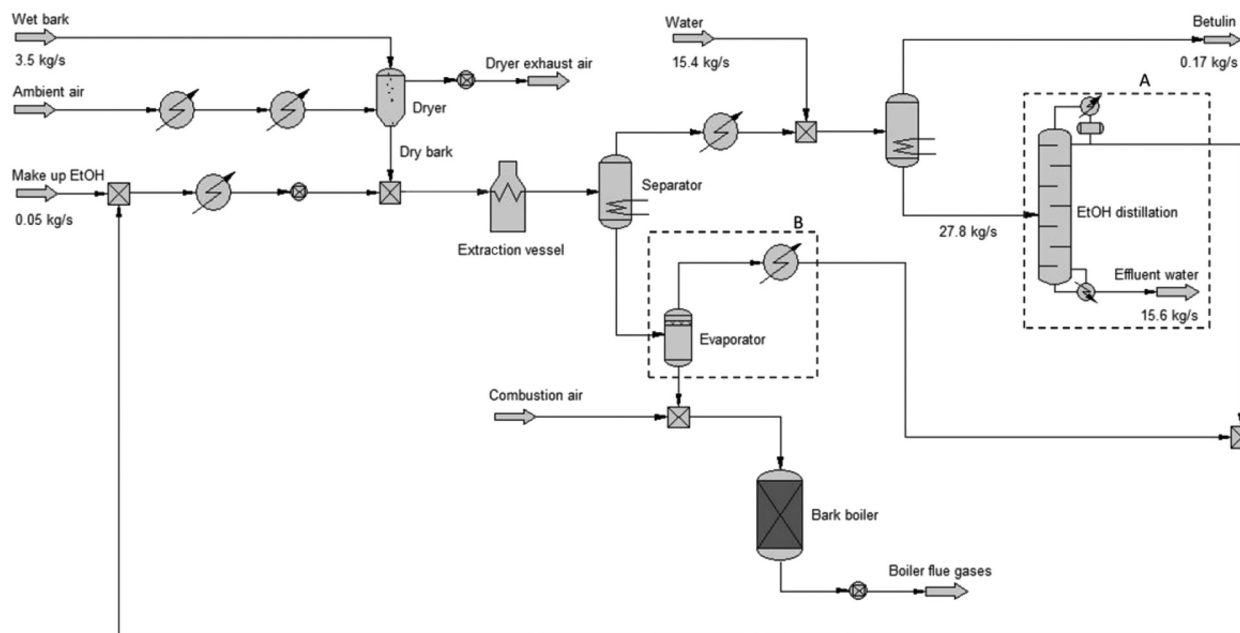 Wet bark
3.5 kg/s
Ambient air
Make up EtOH
0.05 kg/s
Dryer exhaust air
Dryer
Dry bark
Extraction vessel
Separator
Water
15.4 kg/s
Betulin
0.17 kg/s
A
EtOH distillation
27.8 kg/s
Effluent water
15.6 kg/s
B
Evaporator
Combustion air
Bark boiler
Boiler flue gases